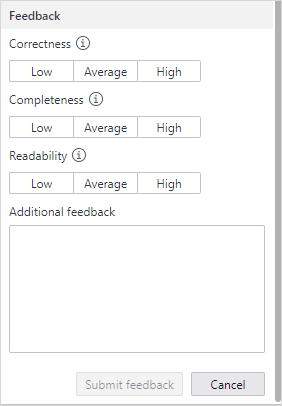 Feedback
Correctness
Low Average High
Completeness
Low Average High
Readability
Low Average High
Additional feedback
Submit feedback Cancel